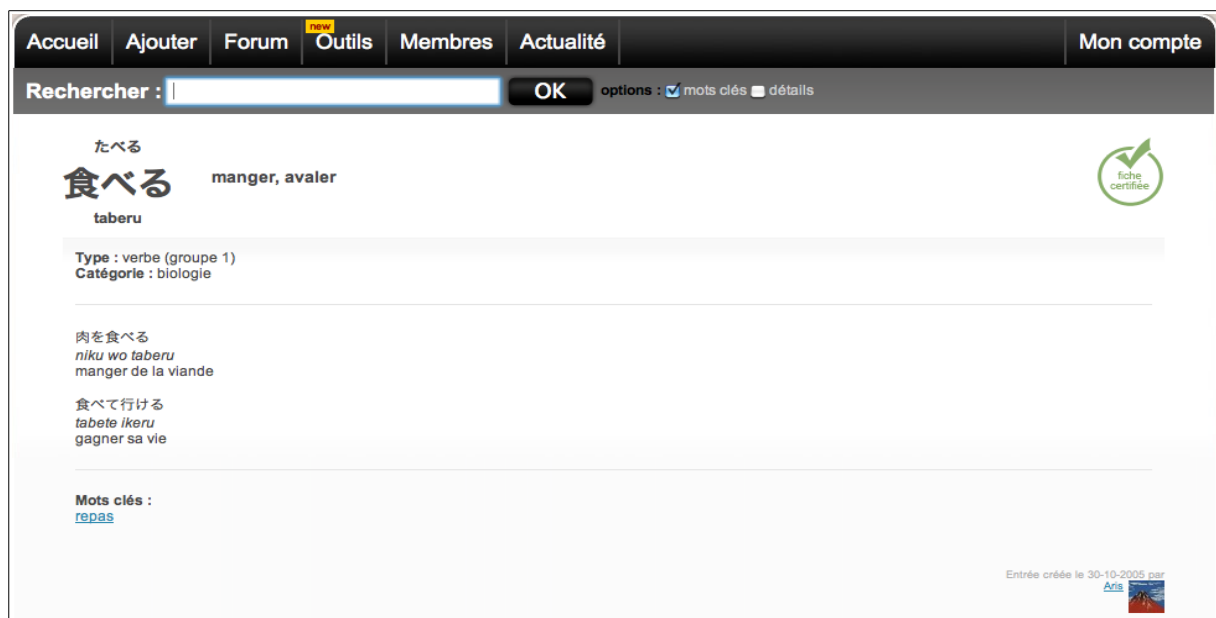 new
Accueil Ajouter Forum Outils Membres Actualité Mon compte
Rechercher : OK options : mots clés détails
たべる
食べる manger, avaler
taberu
fiche
certifiée
Type : verbe (groupe 1)
Catégorie : biologie
肉を食べる
niku wo taberu
manger de la viande
食べて行ける
tabete ikeru
gagner sa vie
Mots clés :
repas
Entrée créée le 30-10-2005 par
Aris